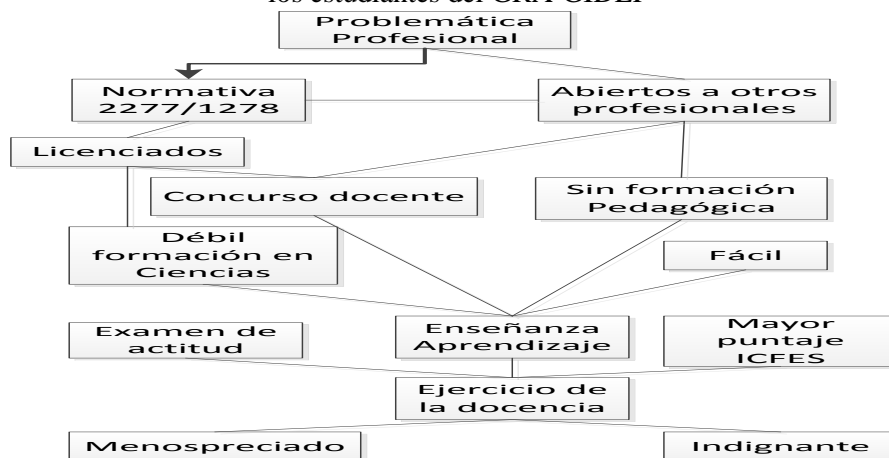 los estudiantes del
Problemática
Profesional
Normativa
2277/1278
Abiertos a otros
profesionales
Licenciados
Concurso docente
Sin formación
Pedagógica
Débil
formación en
Ciencias
Fácil
Examen de
actitud
Enseñanza
Aprendizaje
Mayor
puntaje
ICFES
Ejercicio de
la docencia
Menospreciado
Indignante